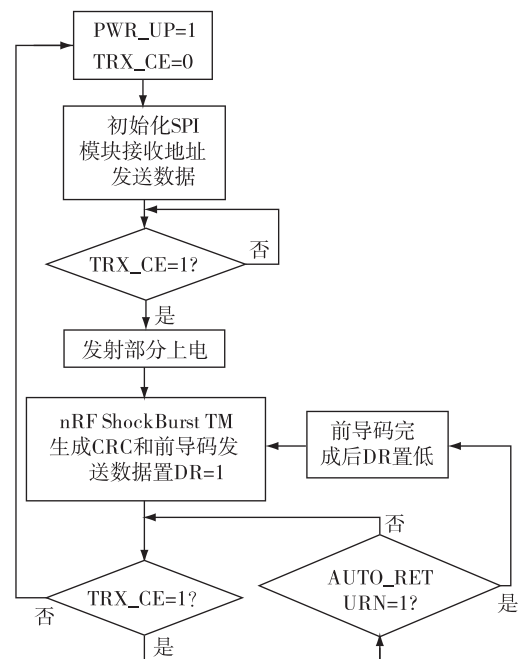 PWR_UP=1
TRX_CE=0
初始化SPI
模块接收地址
发送数据
否
TRX_CE=1?
是
发射部分上电
nRF ShockBurst TM
生成CRC和前导码发
送数据置DR=1
前导码完
成后DR置低
否
AUTO_RET
URN=1?
是
TRX_CE=1?
否
是